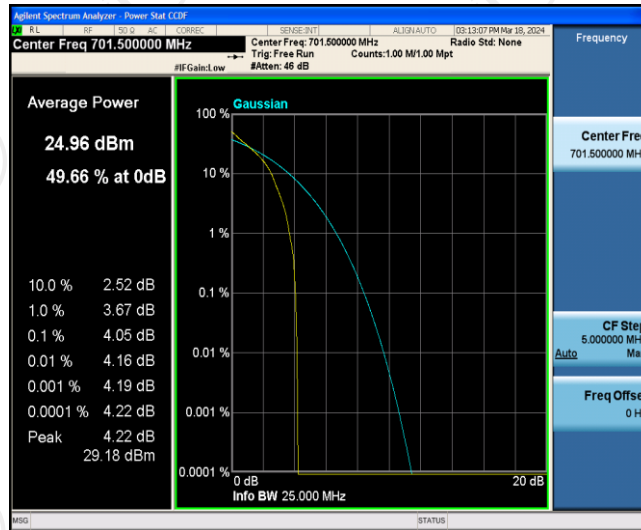 Agilent Spectrum Analyzer - Power Stat CCDF
RL RF 50 Ω AC CORREC SENSE:INT ALIGN AUTO 03:13:07 PM Mar 18, 2024
Center Freq 701.500000 MHz
Center Freq: 701.500000 MHz Radio Std: None
Trig: Free Run Counts:1.00 M/1.00 Mpt
#IFGain:Low #Atten: 46 dB
Frequency
Average Power
24.96 dBm
49.66 % at 0dB
10.0 % 2.52 dB
1.0 % 3.67 dB
0.1 % 4.05 dB
0.01 % 4.16 dB
0.001 % 4.19 dB
0.0001 % 4.22 dB
Peak 4.22 dB
29.18 dBm
Gaussian
100 %
10 %
1 %
0.1 %
0.01 %
0.001 %
0.0001 %
0 dB 20 dB
Info BW 25.000 MHz
Center Fre
701.500000 MH
CF Step
5.000000 MH
Auto Ma
Freq Offse
0 H
MSG STATUS